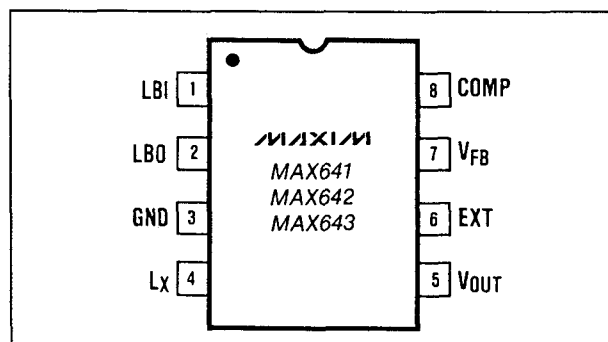 LBI 1
LBO 2
GND 3
LX 4
MAXIM
MAX641
MAX642
MAX643
8 COMP
7 VFB
6 EXT
5 VOUT